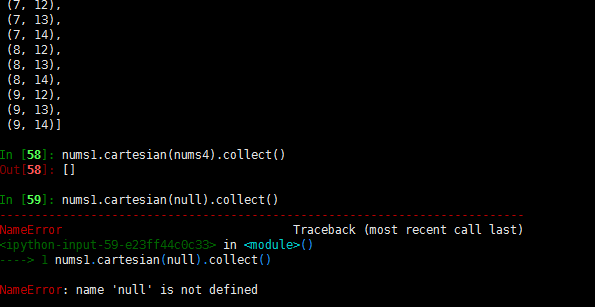 (7, 12),
(7, 13),
(7, 14),
(8, 12),
(8, 13),
(8, 14),
(9, 12),
(9, 13),
(9, 14)]
In [58]: nums1.cartesian(nums4).collect()
Out[58]: []
In [59]: nums1.cartesian(null).collect()
---------------------------------------------------------------------------
NameError                                 Traceback (most recent call last)
<ipython-input-59-e23ff44c0c33> in <module>()
----> 1 nums1.cartesian(null).collect()
NameError: name 'null' is not defined